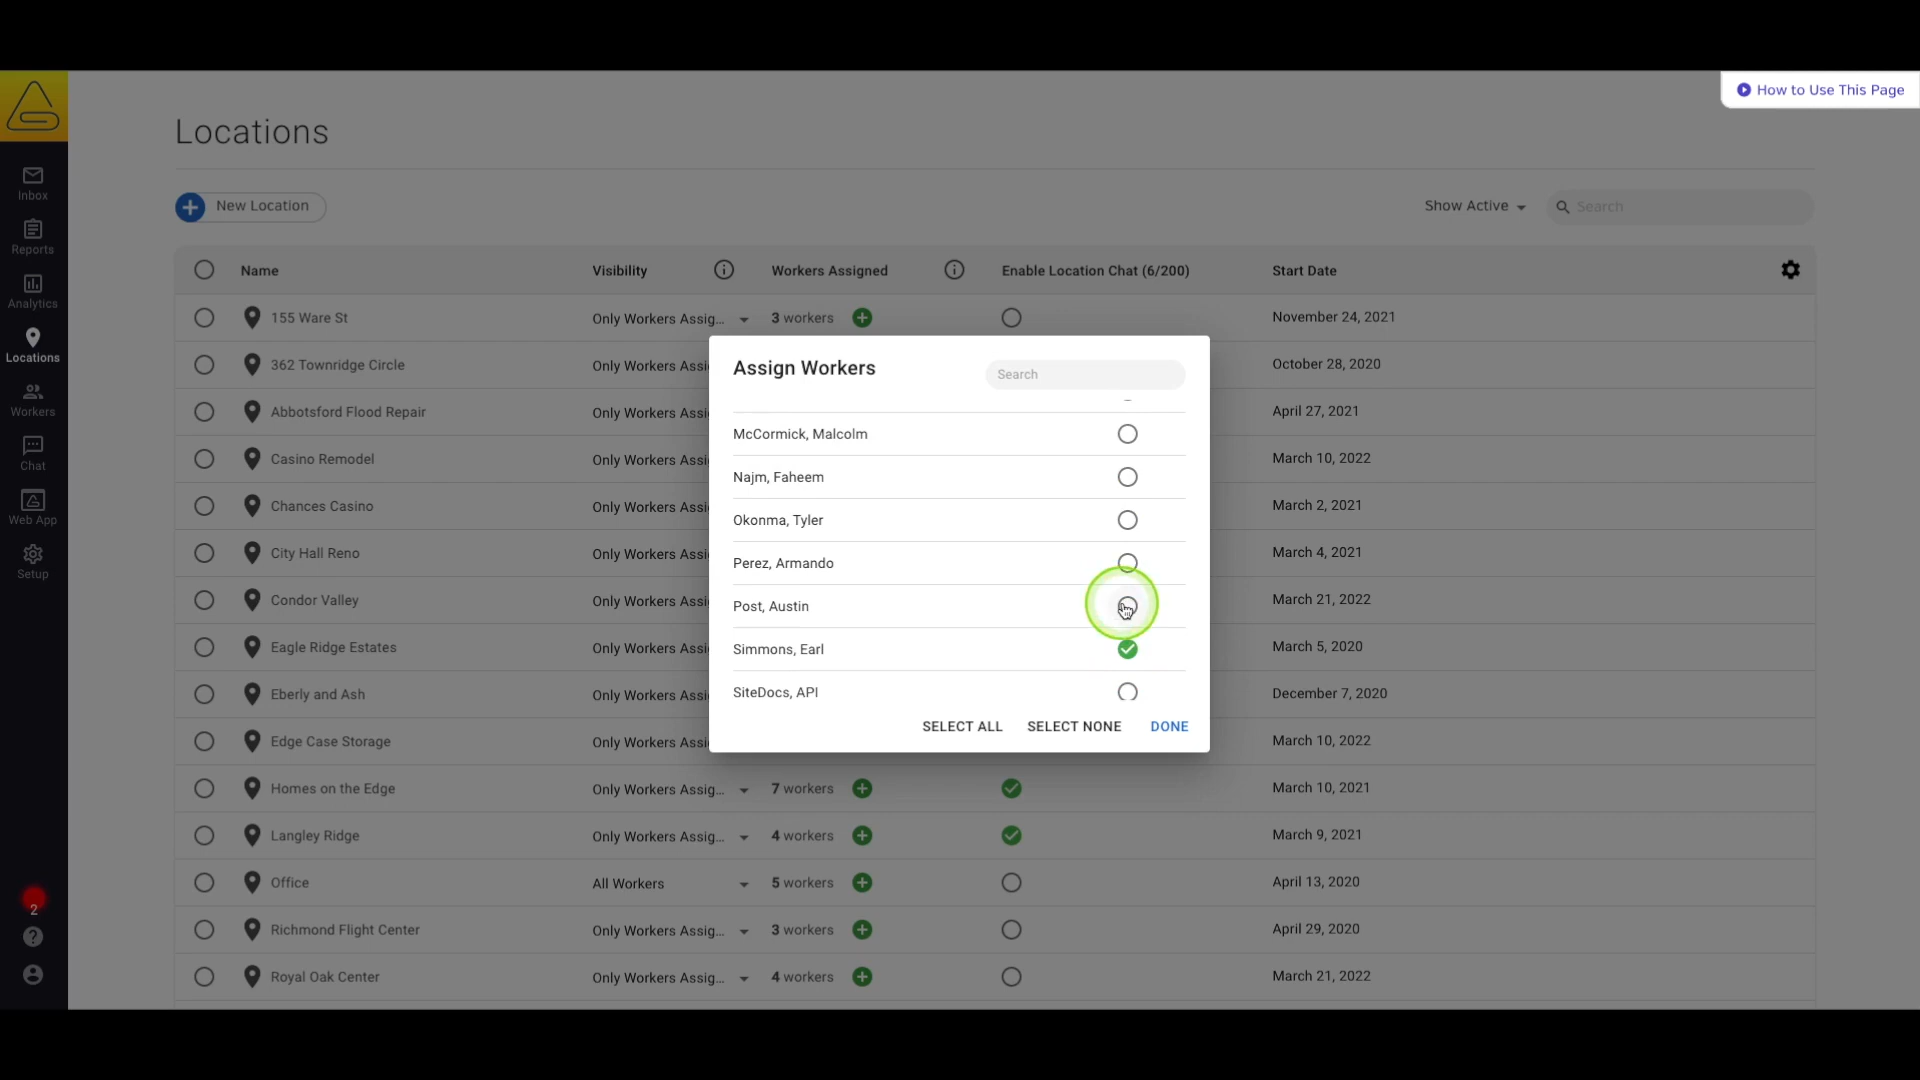 How to Use This Page
Locations
Inbox
Reports
Analytics
Locations
Workers
Chat
Web App
Setup
2
New Location
Show Active
Search
Name Visibility Workers Assigned Enable Location Chat (6/200) Start Date
155 Ware St Only Workers Assig... 3 workers November 24, 2021
362 Townridge Circle Only Workers Assi October 28, 2020
Abbotsford Flood Repair Only Workers Assi April 27, 2021
Casino Remodel Only Workers Assi March 10, 2022
Chances Casino Only Workers Assi March 2, 2021
City Hall Reno Only Workers Assi March 4, 2021
Condor Valley Only Workers Assi March 21, 2022
Eagle Ridge Estates Only Workers Assi March 5, 2020
Eberly and Ash Only Workers Assi December 7, 2020
Edge Case Storage Only Workers Assi March 10, 2022
Homes on the Edge Only Workers Assig... 7 workers March 10, 2021
Langley Ridge Only Workers Assig... 4 workers March 9, 2021
Office All Workers 5 workers April 13, 2020
Richmond Flight Center Only Workers Assig... 3 workers April 29, 2020
Royal Oak Center Only Workers Assig... 4 workers March 21, 2022
Assign Workers
Search
McCormick, Malcolm
Najm, Faheem
Okonma, Tyler
Perez, Armando
Post, Austin
Simmons, Earl
SiteDocs, API
SELECT ALL SELECT NONE DONE